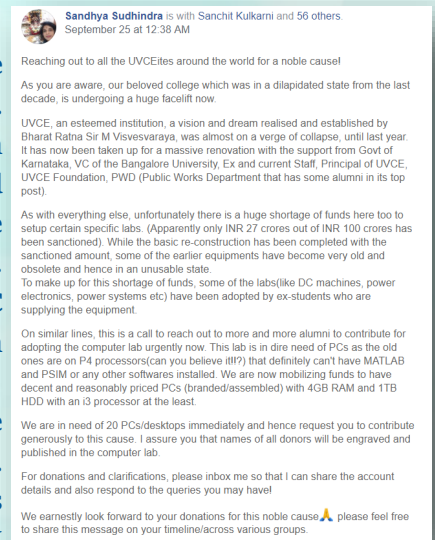 Sandhya Sudhindra is with Sanchit Kulkarni and 56 others.
September 25 at 12:38 AM
Reaching out to all the UVCEites around the world for a noble cause!
As you are aware, our beloved college which was in a dilapidated state from the last
decade, is undergoing a huge facelift now.
UVCE, an esteemed institution, a vision and dream realised and established by
Bharat Ratna Sir M Visvesvaraya, was almost on a verge of collapse, until last year.
It has now been taken up for a massive renovation with the support from Govt of
Karnataka, VC of the Bangalore University, Ex and current Staff, Principal of UVCE,
UVCE Foundation, PWD (Public Works Department that has some alumni in its top
post).
As with everything else, unfortunately there is a huge shortage of funds here too to
setup certain specific labs. (Apparently only INR 27 crores out of INR 100 crores has
been sanctioned). While the basic re-construction has been completed with the
sanctioned amount, some of the earlier equipments have become very old and
obsolete and hence in an unusable state.
To make up for this shortage of funds, some of the labs(like DC machines, power
electronics, power systems etc) have been adopted by ex-students who are
supplying the equipment.
On similar lines, this is a call to reach out to more and more alumni to contribute for
adopting the computer lab urgently now. This lab is in dire need of PCs as the old
ones are on P4 processors(can you believe it!!?) that definitely can't have MATLAB
and PSIM or any other softwares installed. We are now mobilizing funds to have
decent and reasonably priced PCs (branded/assembled) with 4GB RAM and 1TB
HDD with an i3 processor at the least.
We are in need of 20 PCs/desktops immediately and hence request you to contribute
generously to this cause. I assure you that names of all donors will be engraved and
published in the computer lab.
For donations and clarifications, please inbox me so that I can share the account
details and also respond to the queries you may have!
We earnestly look forward to your donations for this noble cause🙏 please feel free
to share this message on your timeline/across various groups.